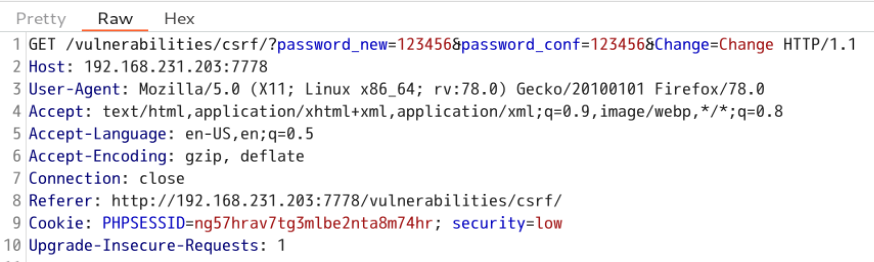 Pretty Raw Hex
1 GET /vulnerabilities/csrf/?password_new=123456&password_conf=123456&Change=Change HTTP/1.1
2 Host: 192.168.231.203:7778
3 User-Agent: Mozilla/5.0 (X11; Linux x86_64; rv:78.0) Gecko/20100101 Firefox/78.0
4 Accept: text/html,application/xhtml+xml,application/xml;q=0.9,image/webp,*/*;q=0.8
5 Accept-Language: en-US,en;q=0.5
6 Accept-Encoding: gzip, deflate
7 Connection: close
8 Referer: http://192.168.231.203:7778/vulnerabilities/csrf/
9 Cookie: PHPSESSID=ng57hrav7tg3mlbe2nta8m74hr; security=low
10 Upgrade-Insecure-Requests: 1